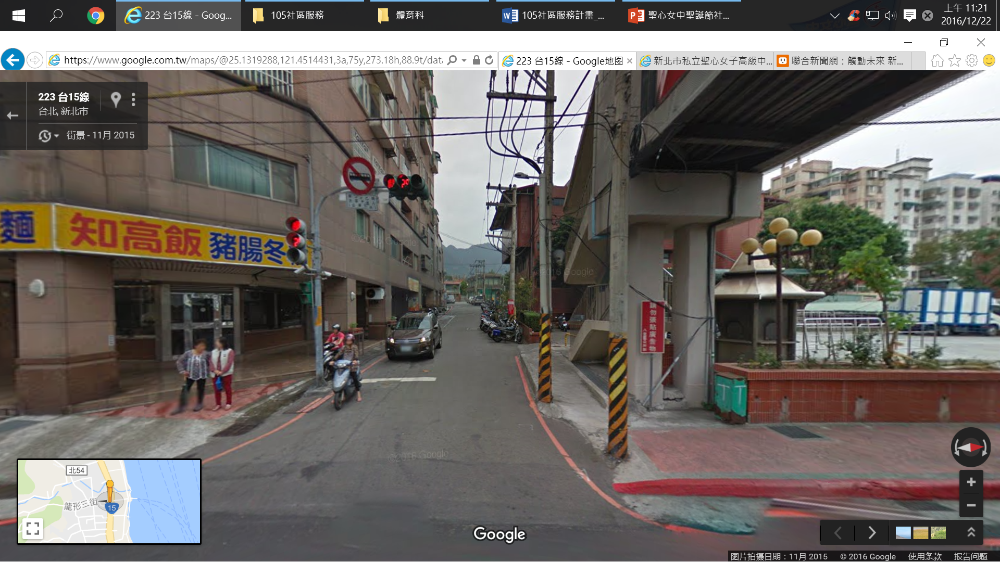 223 台15線 - Goog...
105社區服務
體育科
105社區服務計畫_...
聖心女中聖誕節社...
上午 11:21
2016/12/22
https://www.google.com.tw/maps/@25.1319288,121.4514431,3a,75y,273.18h,88.9t/data
223 台15線 - Google地图
新北市私立聖心女子高級中...
聯合新聞網：觸動未來 新...
223 台15線
台北, 新北市
街景 - 11月 2015
麵
知高飯
豬腸冬
請勿張貼廣告物
北54
龍形三街
15
Google
©2016 Google
图片拍摄日期：11月 2015
© 2016 Google
使用条款
报告问题